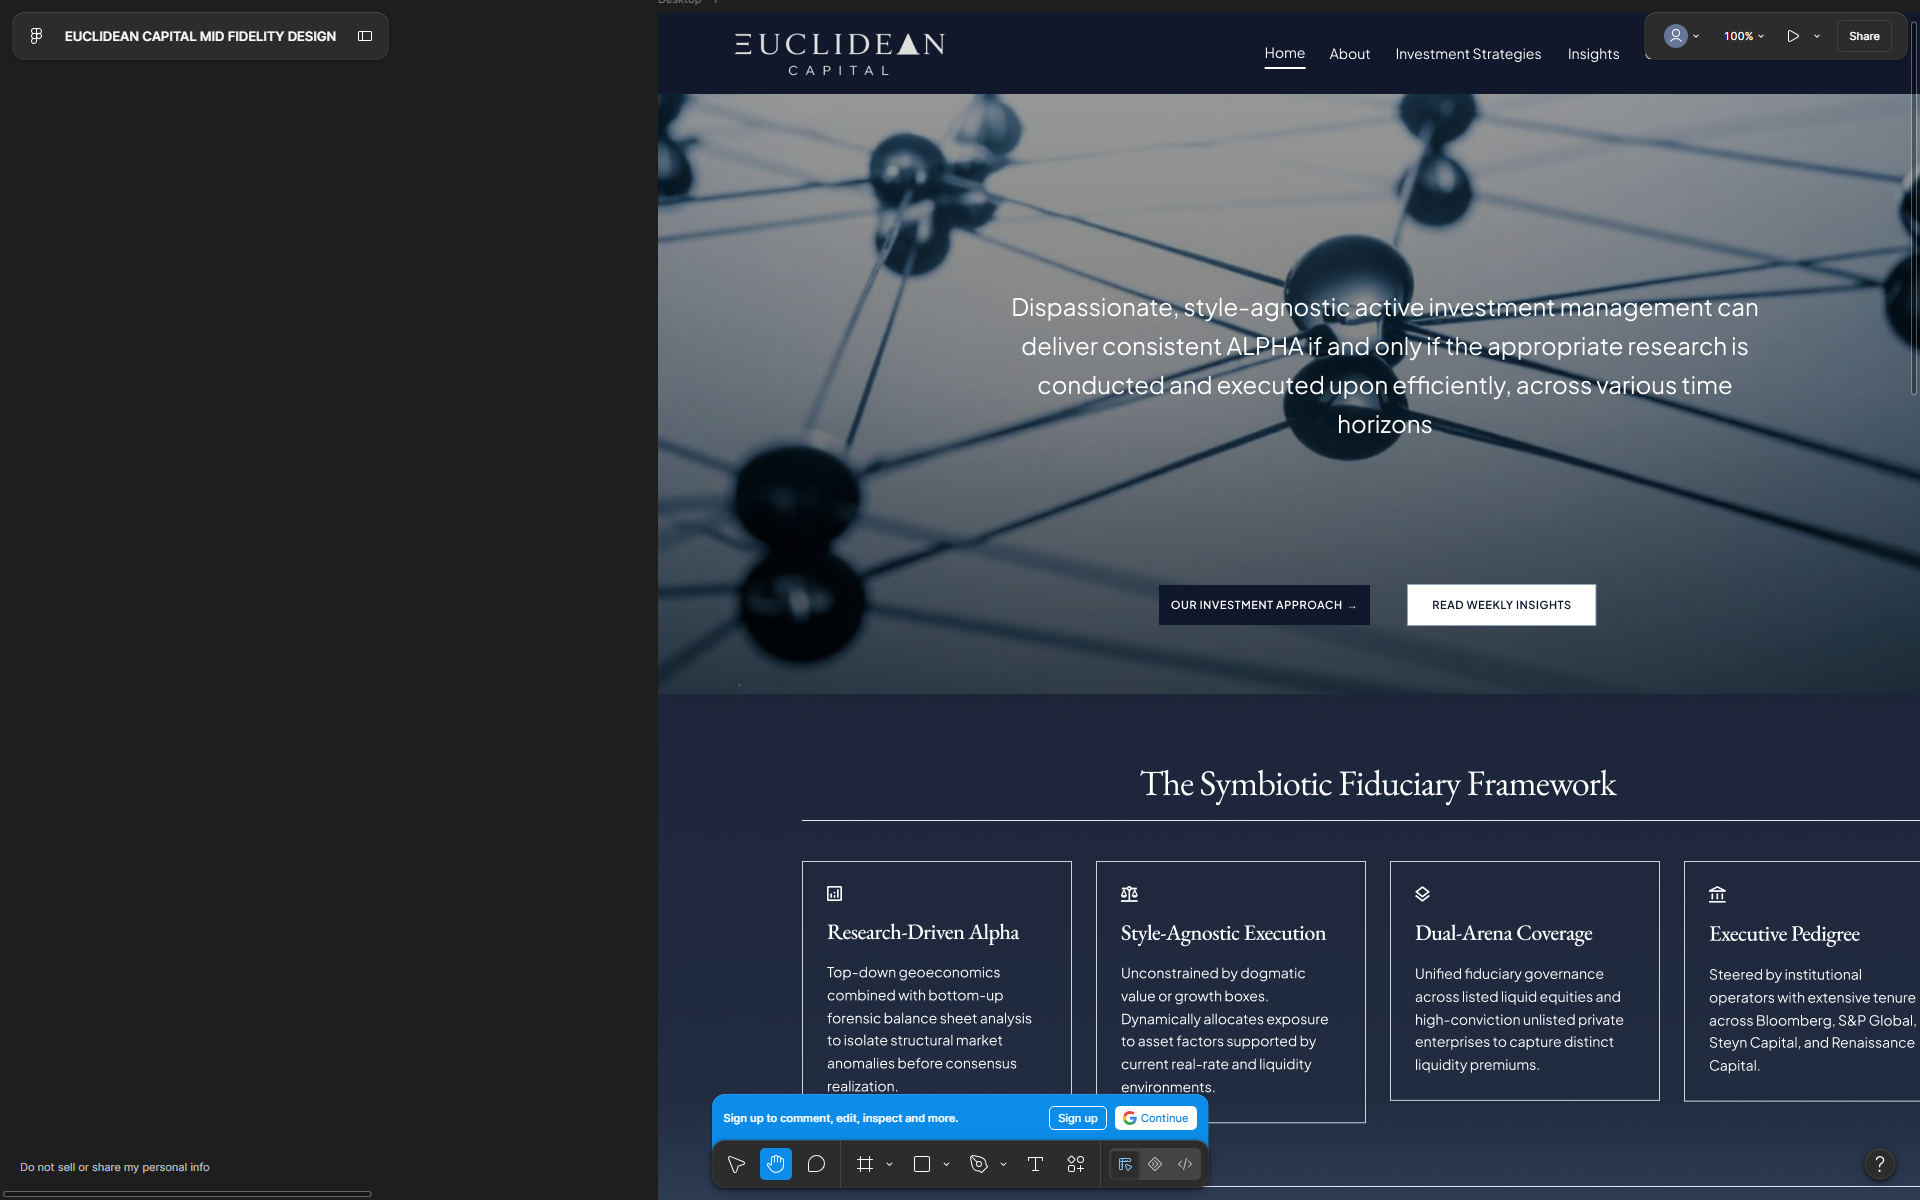 Desktop
EUCLIDEAN CAPITAL MID FIDELITY DESIGN
100%
Share
EUCLIDEAN
CAPITAL
Home
About
Investment Strategies
Insights
Dispassionate, style-agnostic active investment management can
deliver consistent ALPHA if and only if the appropriate research is
conducted and executed upon efficiently, across various time
horizons
OUR INVESTMENT APPROACH →
READ WEEKLY INSIGHTS
The Symbiotic Fiduciary Framework
Research-Driven Alpha
Top-down geoeconomics
combined with bottom-up
forensic balance sheet analysis
to isolate structural market
anomalies before consensus
realization.
Style-Agnostic Execution
Unconstrained by dogmatic
value or growth boxes.
Dynamically allocates exposure
to asset factors supported by
current real-rate and liquidity
environments.
Dual-Arena Coverage
Unified fiduciary governance
across listed liquid equities and
high-conviction unlisted private
enterprises to capture distinct
liquidity premiums.
Executive Pedigree
Steered by institutional
operators with extensive tenure
across Bloomberg, S&P Global,
Steyn Capital, and Renaissance
Capital.
Sign up to comment, edit, inspect and more.
Sign up
Continue
Do not sell or share my personal info
?